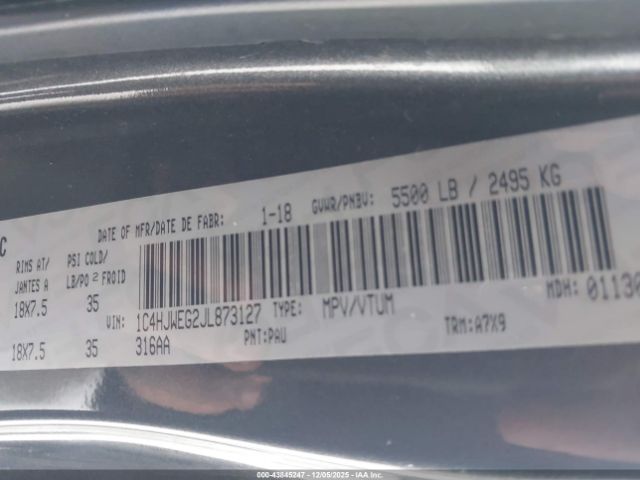 C DATE OF MFR/DATE DE FABR: 1-18 GVWR/PNBV: 5500 LB / 2495 KG
RIMS AT/ PSI COLD/
JANTES A LB/PO² FROID
18X7.5 35
VIN: 1C4HJWEG2JL873127 TYPE: MPV/VTUM MDH: 01130
18X7.5 35 316AA PNT:PAU TRM:A7X9
000-43845247 - 12/05/2025 - IAA Inc.